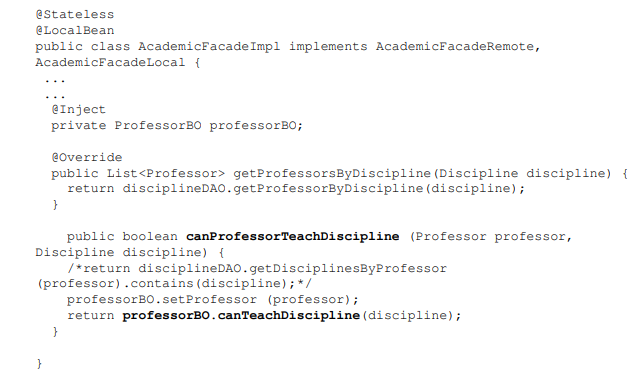 @Stateless
@LocalBean
public class AcademicFacadeImpl implements AcademicFacadeRemote,
AcademicFacadeLocal {
...
...
@Inject
private ProfessorBO professorBO;
@Override
public List<Professor> getProfessorsByDiscipline(Discipline discipline) {
return disciplineDAO.getProfessorByDiscipline(discipline);
}
public boolean canProfessorTeachDiscipline (Professor professor,
Discipline discipline) {
/*return disciplineDAO.getDisciplinesByProfessor
(professor).contains(discipline);*/
professorBO.setProfessor (professor);
return professorBO.canTeachDiscipline(discipline);
}
}